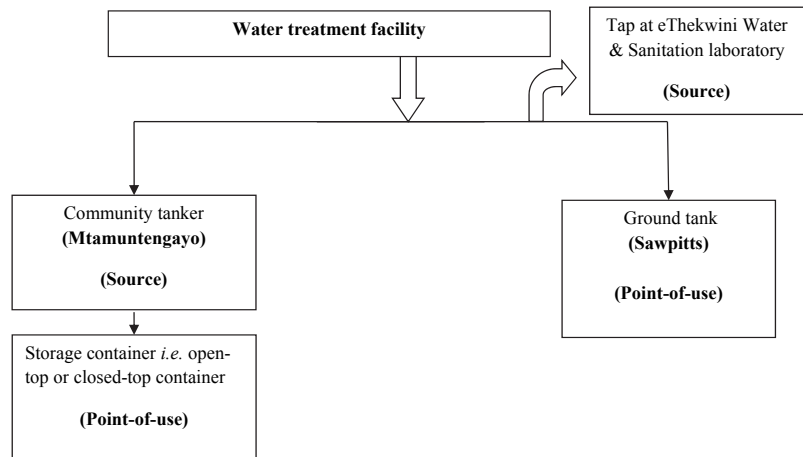 Water treatment facility
Tap at eThekwini Water
& Sanitation laboratory
(Source)
Community tanker
(Mtamuntengayo)
(Source)
Ground tank
(Sawpitts)
(Point-of-use)
Storage container i.e. open-
top or closed-top container
(Point-of-use)